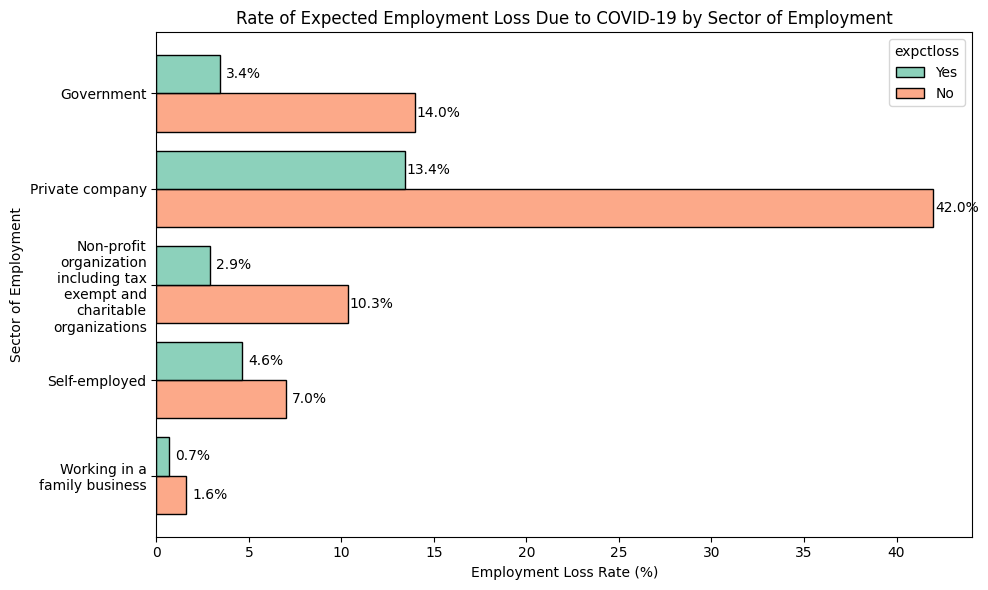 Rate of Expected Employment Loss Due to COVID-19 by Sector of Employment
expctloss
Yes
No
3.4%
Government
14.0%
13.4%
Private company
42.0%
Non-profit
organization
including tax
exempt and
charitable
organizations
2.9%
10.3%
4.6%
Self-employed
7.0%
0.7%
Working in a
family business
1.6%
Sector of Employment
0 5 10 15 20 25 30 35 40
Employment Loss Rate (%)